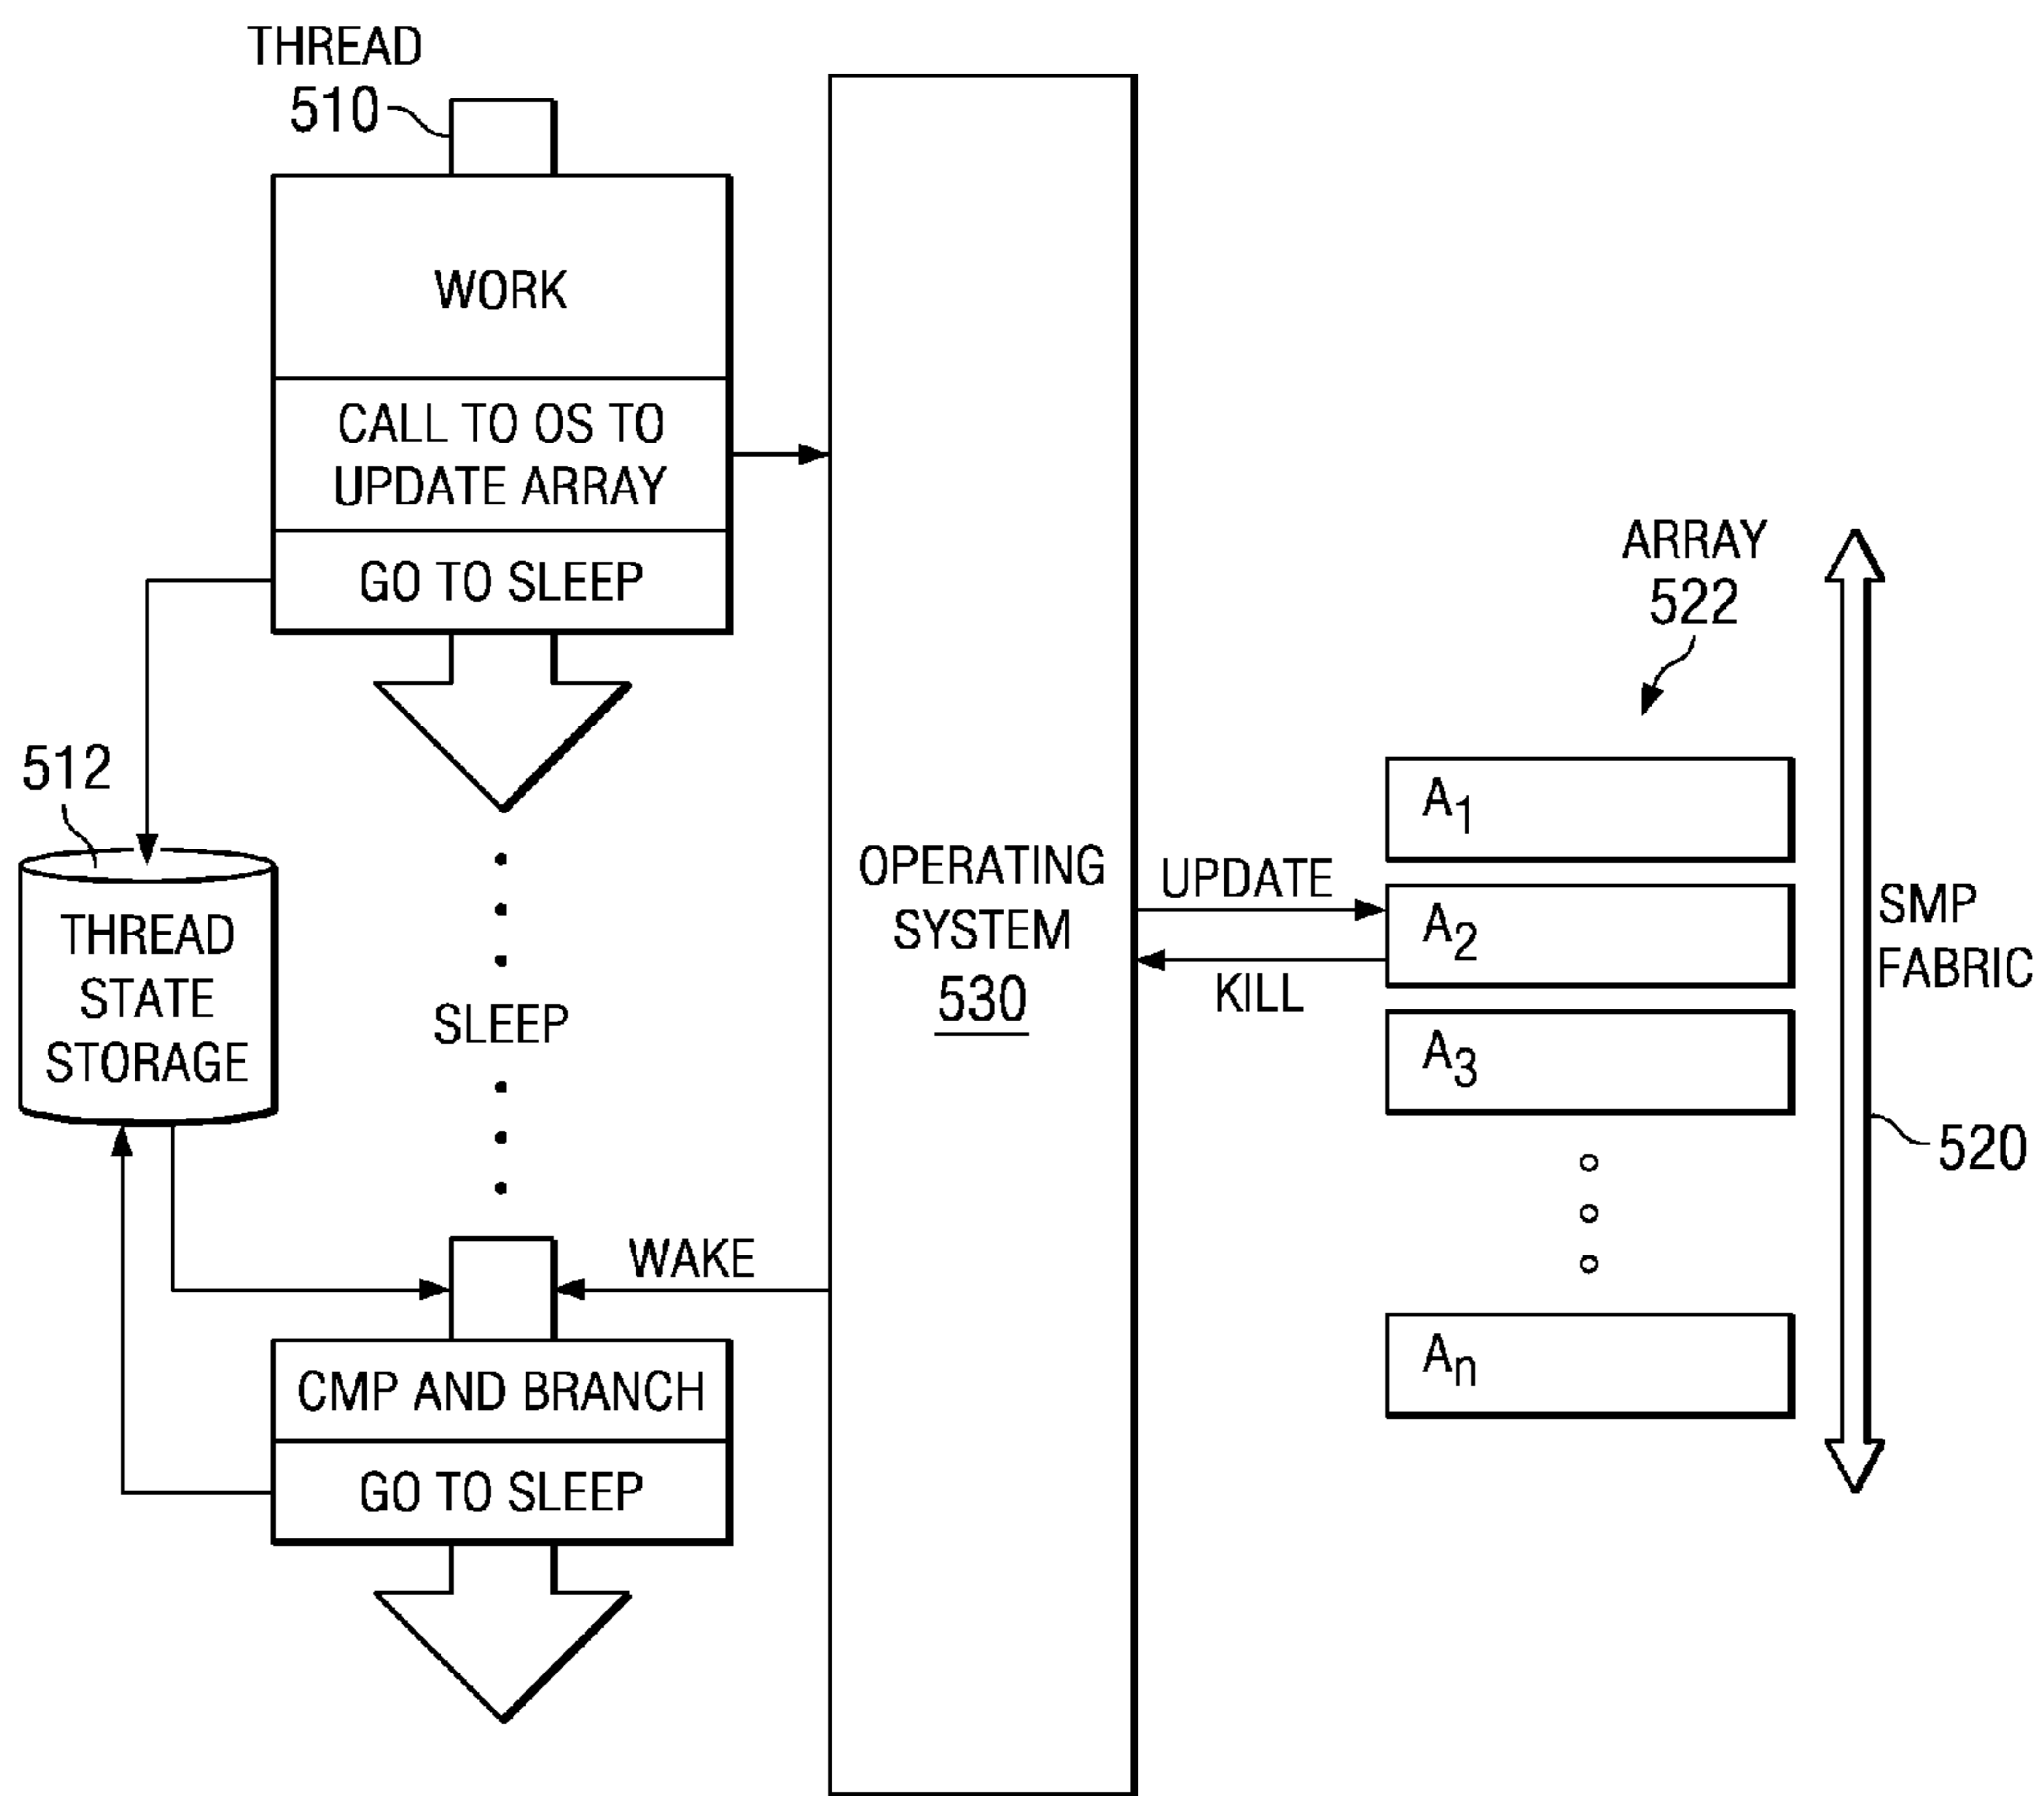 THREAD
510
WORK
CALL TO OS TO
UPDATE ARRAY
GO TO SLEEP
512
THREAD
STATE
STORAGE
SLEEP
WAKE
CMP AND BRANCH
GO TO SLEEP
OPERATING
SYSTEM
530
UPDATE
KILL
ARRAY
522
A1
A2
A3
An
SMP
FABRIC
520